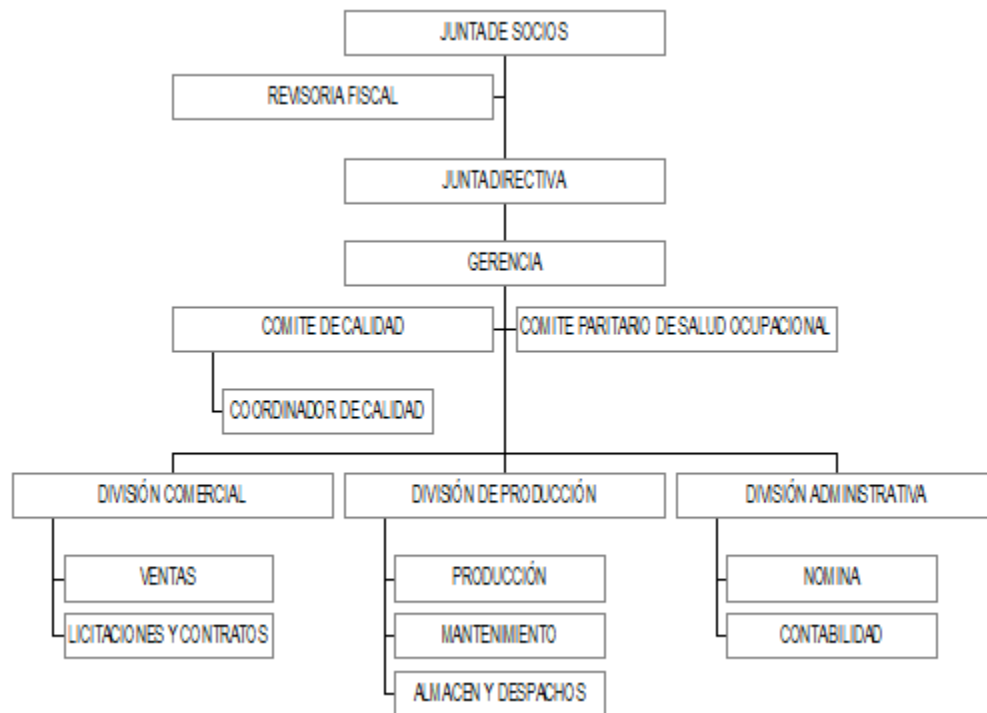 JUNTA DE SOCIOS
REVISORIA FISCAL
JUNTA DIRECTIVA
GERENCIA
COMITE DE CALIDAD
COMITE PARITARIO DE SALUD OCUPACIONAL
COORDINADOR DE CALIDAD
DIVISIÓN COMERCIAL
DIVISIÓN DE PRODUCCIÓN
DIVISIÓN ADMINISTRATIVA
VENTAS
PRODUCCIÓN
NOMINA
LICITACIONES Y CONTRATOS
MANTENIMIENTO
CONTABILIDAD
ALMACEN Y DESPACHOS